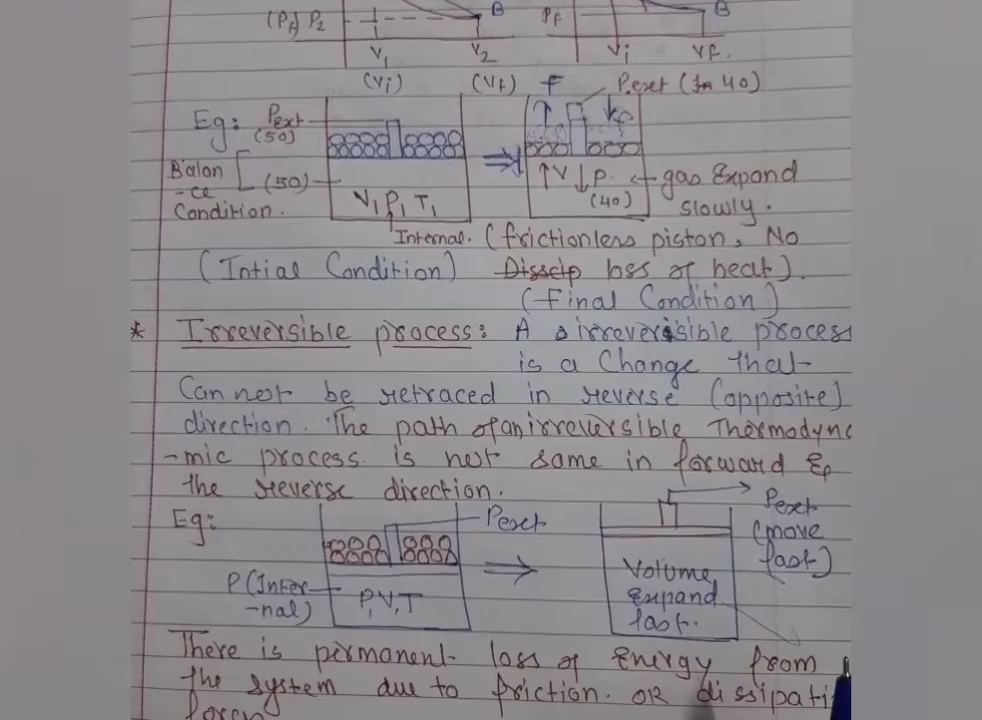 (Pf) P2 B Pf B
V1 V2 Vi Vf.
(Vi) (Vf) F Pext (In 40)
Eg: Pext
(50)
Balan [ (50) ↑V ↓P. ← gas Expand
-ce (40) slowly.
Condition. V1 P1 T1
Internal. (frictionless piston, No
(Intial Condition) loss of heat).
(Final Condition)
* Irreversible process: A irreversible process
is a Change that
Can not be retraced in reverse (opposite)
direction. The path of an irreversible Thermodync
-mic process is not same in forward &
the reverse direction.
Eg: Pext Pext
(move
fast)
P(Inter
-nal) P,V,T Volume
Expand
fast.
There is permanent loss of Energy from
the system due to friction. OR dissipati